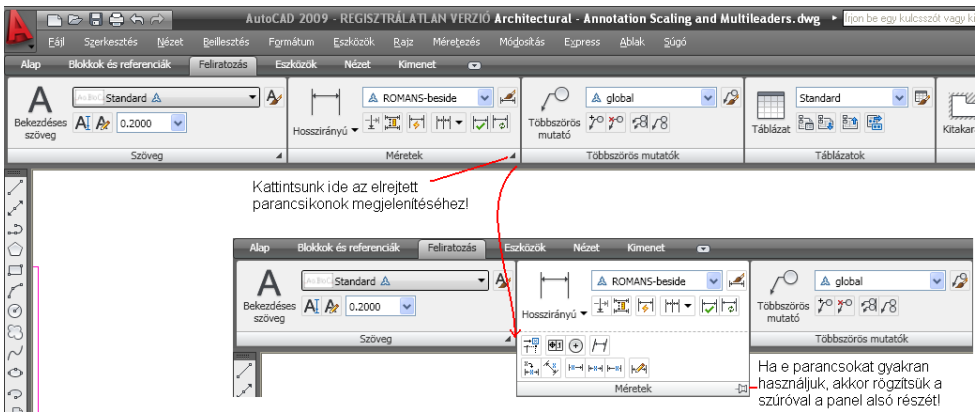 AutoCAD 2009 - REGISZTRÁLATLAN VERZIÓ Architectural - Annotation Scaling and Multileaders.dwg Írjon be egy kulcsszót vagy
Fájl Szerkesztés Nézet Beillesztés Formátum Eszközök Rajz Méretezés Módosítás Express Ablak Súgó
Alap Blokkok és referenciák Feliratozás Eszközök Nézet Kimenet
Standard ROMANS-beside global Standard
Bekezdéses szöveg 0.2000 Hosszirányú Többszörös mutató Táblázat
Szöveg Méretek Többszörös mutatók Táblázatok
Kattintsunk ide az elrejtett
parancsikonok megjelenítéséhez!
Alap Blokkok és referenciák Feliratozás Eszközök Nézet Kimenet
Standard ROMANS-beside global
Bekezdéses szöveg 0.2000 Hosszirányú Többszörös mutató
Szöveg Többszörös mutatók
Méretek
Ha e parancsokat gyakran
használjuk, akkor rögzítsük a
szúróval a panel alsó részét!